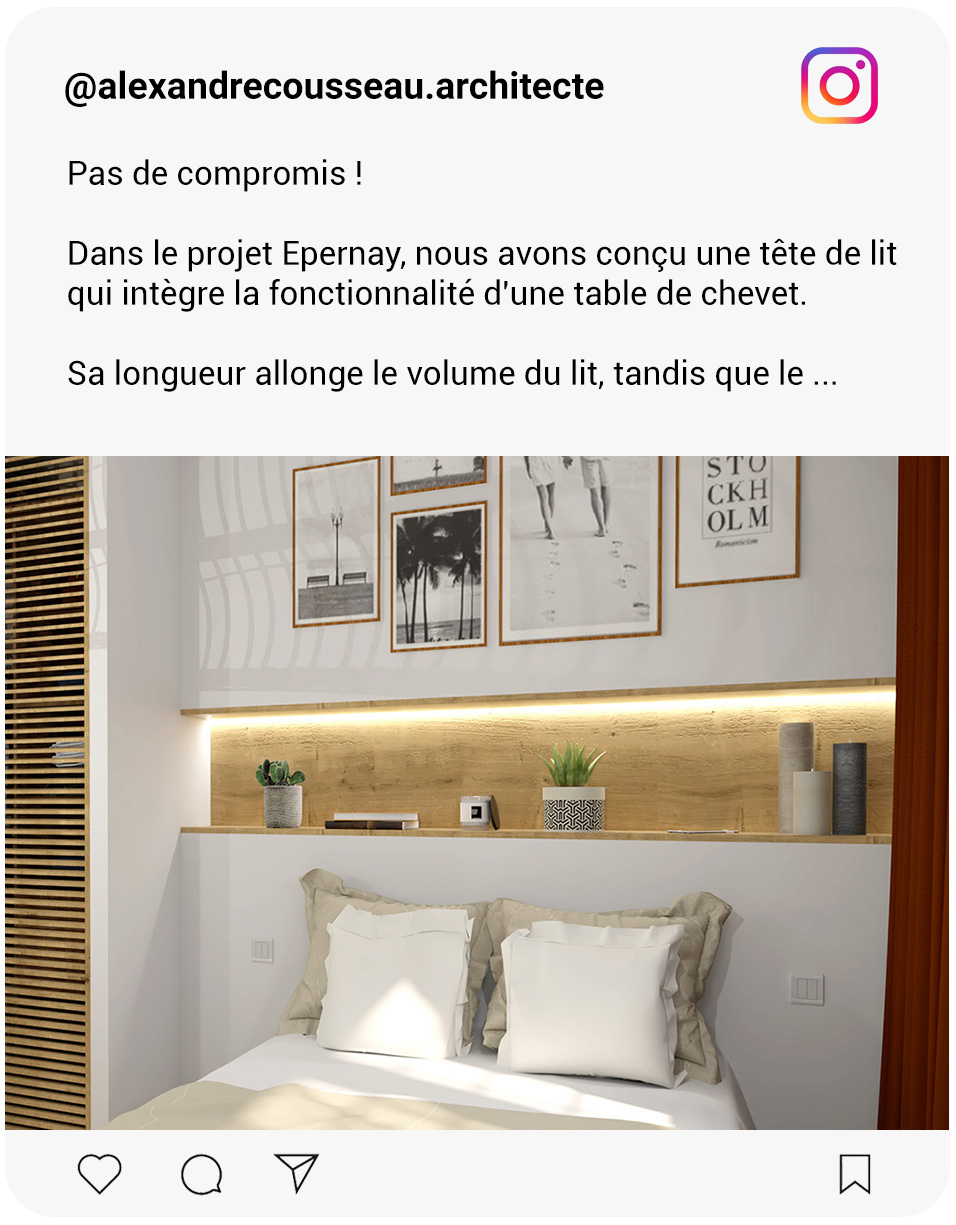 @alexandrecousseau.architecte
Pas de compromis !
Dans le projet Epernay, nous avons conçu une tête de lit
qui intègre la fonctionnalité d'une table de chevet.
Sa longueur allonge le volume du lit, tandis que le ...
STO
CKH
OLM
Romanticism